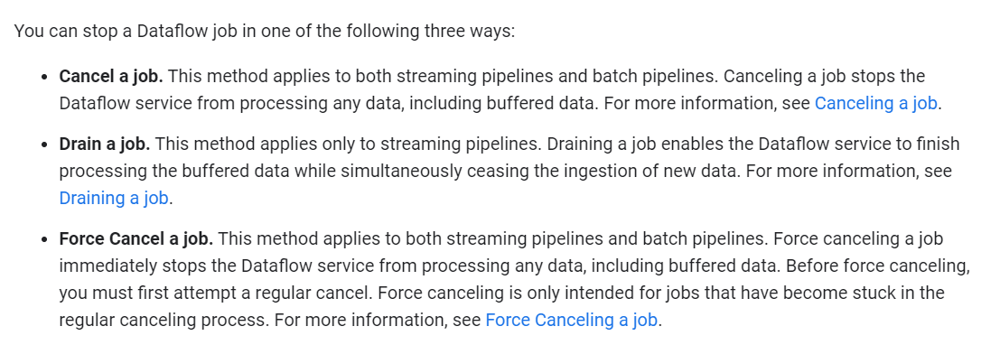 You can stop a Dataflow job in one of the following three ways:
• Cancel a job. This method applies to both streaming pipelines and batch pipelines. Canceling a job stops the
Dataflow service from processing any data, including buffered data. For more information, see Canceling a job.
• Drain a job. This method applies only to streaming pipelines. Draining a job enables the Dataflow service to finish
processing the buffered data while simultaneously ceasing the ingestion of new data. For more information, see
Draining a job.
• Force Cancel a job. This method applies to both streaming pipelines and batch pipelines. Force canceling a job
immediately stops the Dataflow service from processing any data, including buffered data. Before force canceling,
you must first attempt a regular cancel. Force canceling is only intended for jobs that have become stuck in the
regular canceling process. For more information, see Force Canceling a job.